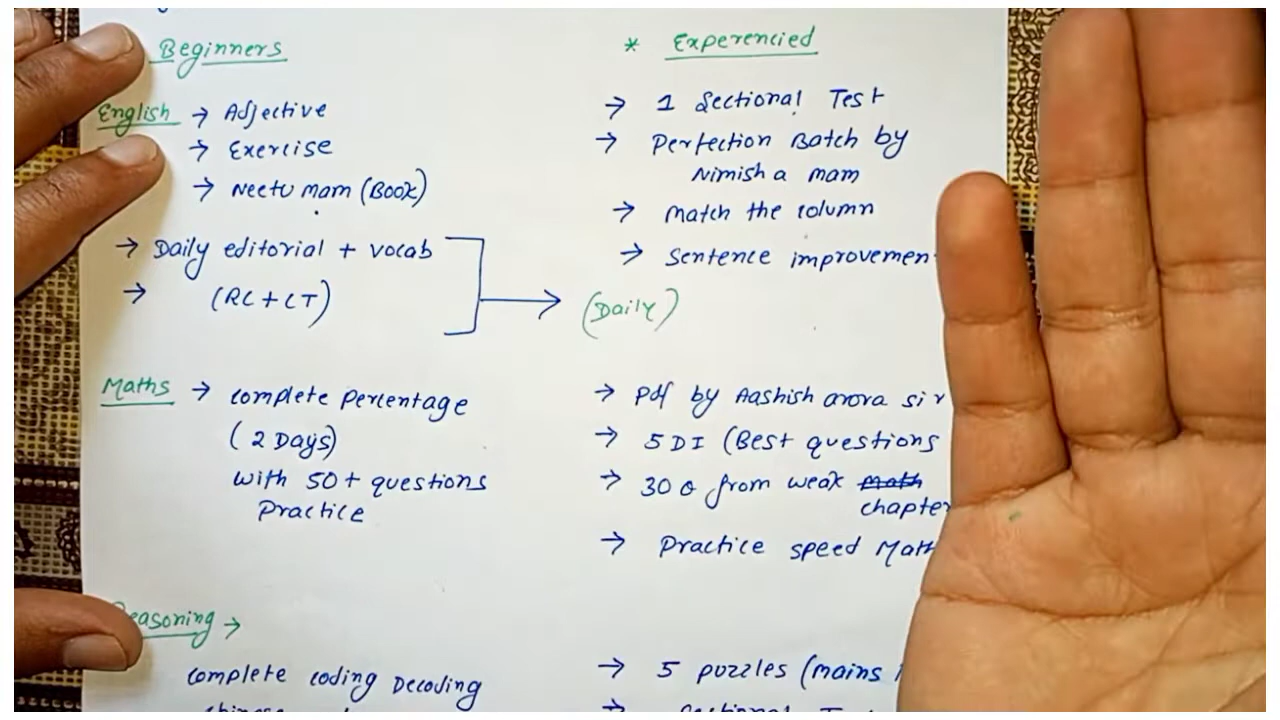 Beginners
* Experencied
English → Adjective
→ Exercise
→ Neetu mam (Book)
→ Daily editorial + vocab
→ (RC + CT)
→ (Daily)
→ 1 Sectional Test
→ Perfection Batch by
Nimisha mam
→ Match the column
→ Sentence improvemen
Maths → Complete Percentage
(2 Days)
with 50+ questions
Practice
→ Pdf by Aashish arora sir
→ 5 DI (Best questions
→ 30 Q from weak math
chapter
→ Practice speed Math
Reasoning →
Complete coding Decoding
→ 5 puzzles (mains
→